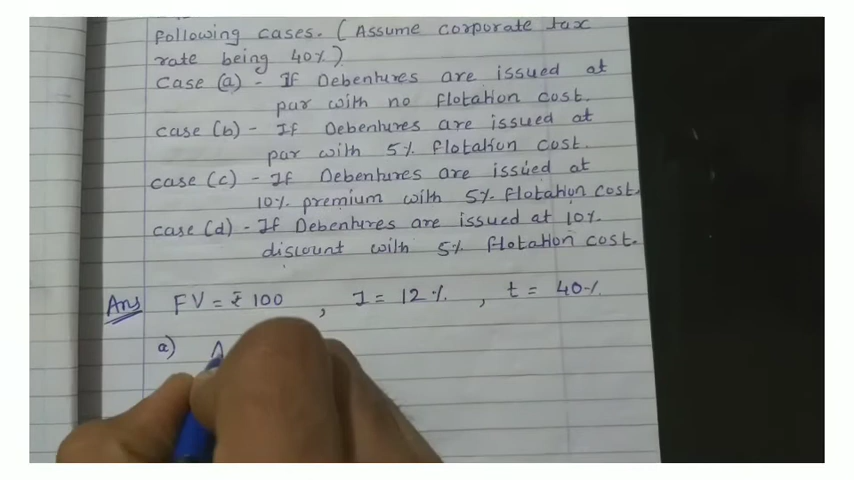 following cases. (Assume corporate tax
rate being 40%)
Case (a) - If Debentures are issued at
par with no flotation cost.
case (b) - If Debentures are issued at
par with 5% flotation cost.
case (c) - If Debentures are issued at
10% premium with 5% flotation cost.
case (d) - If Debentures are issued at 10%
discount with 5% flotation cost.
Ans FV = ₹ 100 , I = 12% , t = 40%
a) A